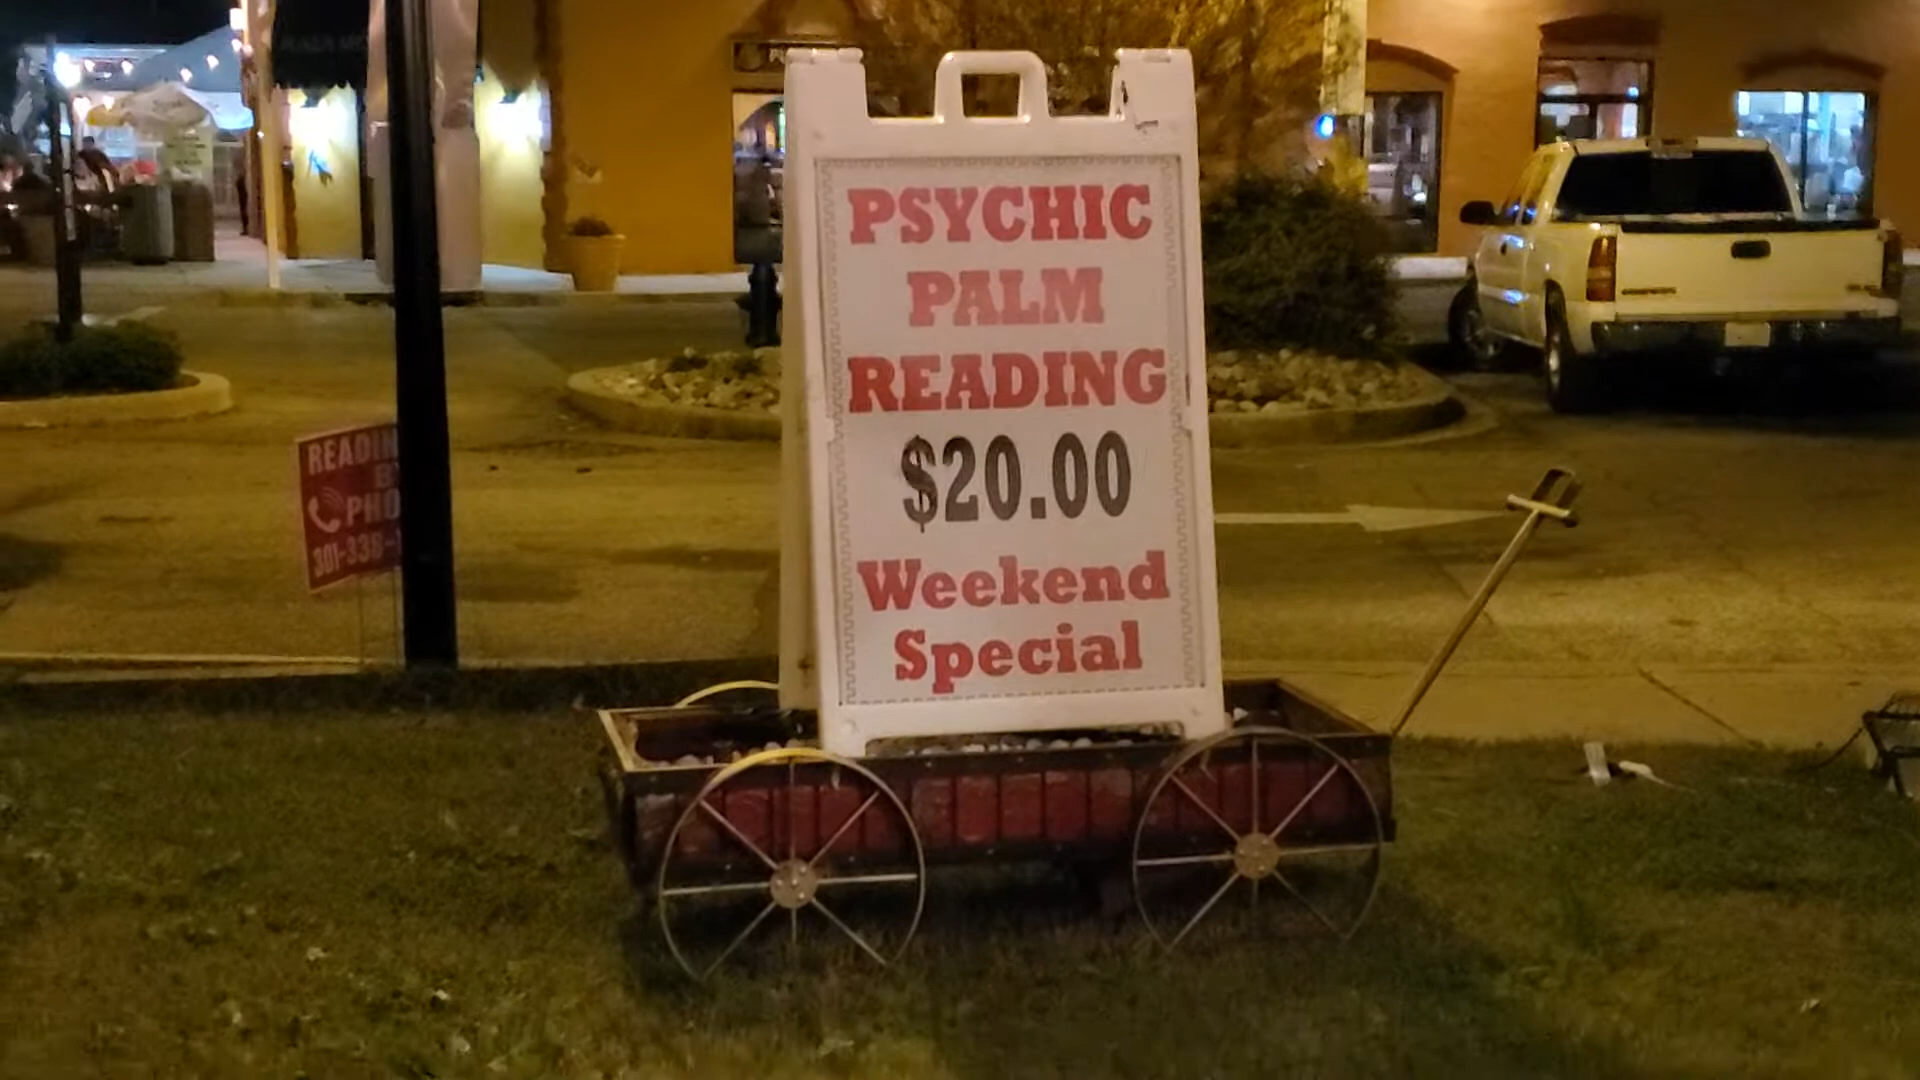 PSYCHIC
PALM
READING
$20.00
Weekend
Special
READIN
B
PHO
301-338-